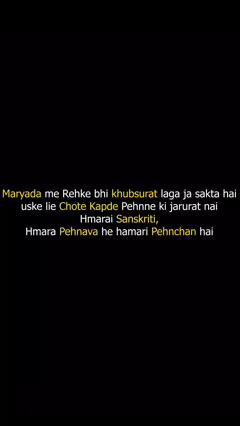 Maryada me Rehke bhi khubsurat laga ja sakta hai
uske lie Chote Kapde Pehnne ki jarurat nai
Hmarai Sanskriti,
Hmara Pehnava he hamari Pehnchan hai